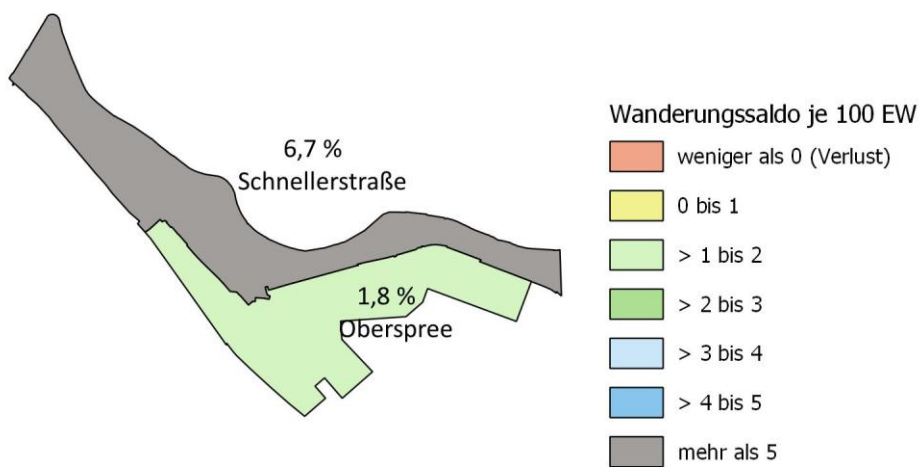 6,7 %
Schnellerstraße
1,8 %
Oberspree
Wanderungssaldo je 100 EW
weniger als 0 (Verlust)
0 bis 1
> 1 bis 2
> 2 bis 3
> 3 bis 4
> 4 bis 5
mehr als 5